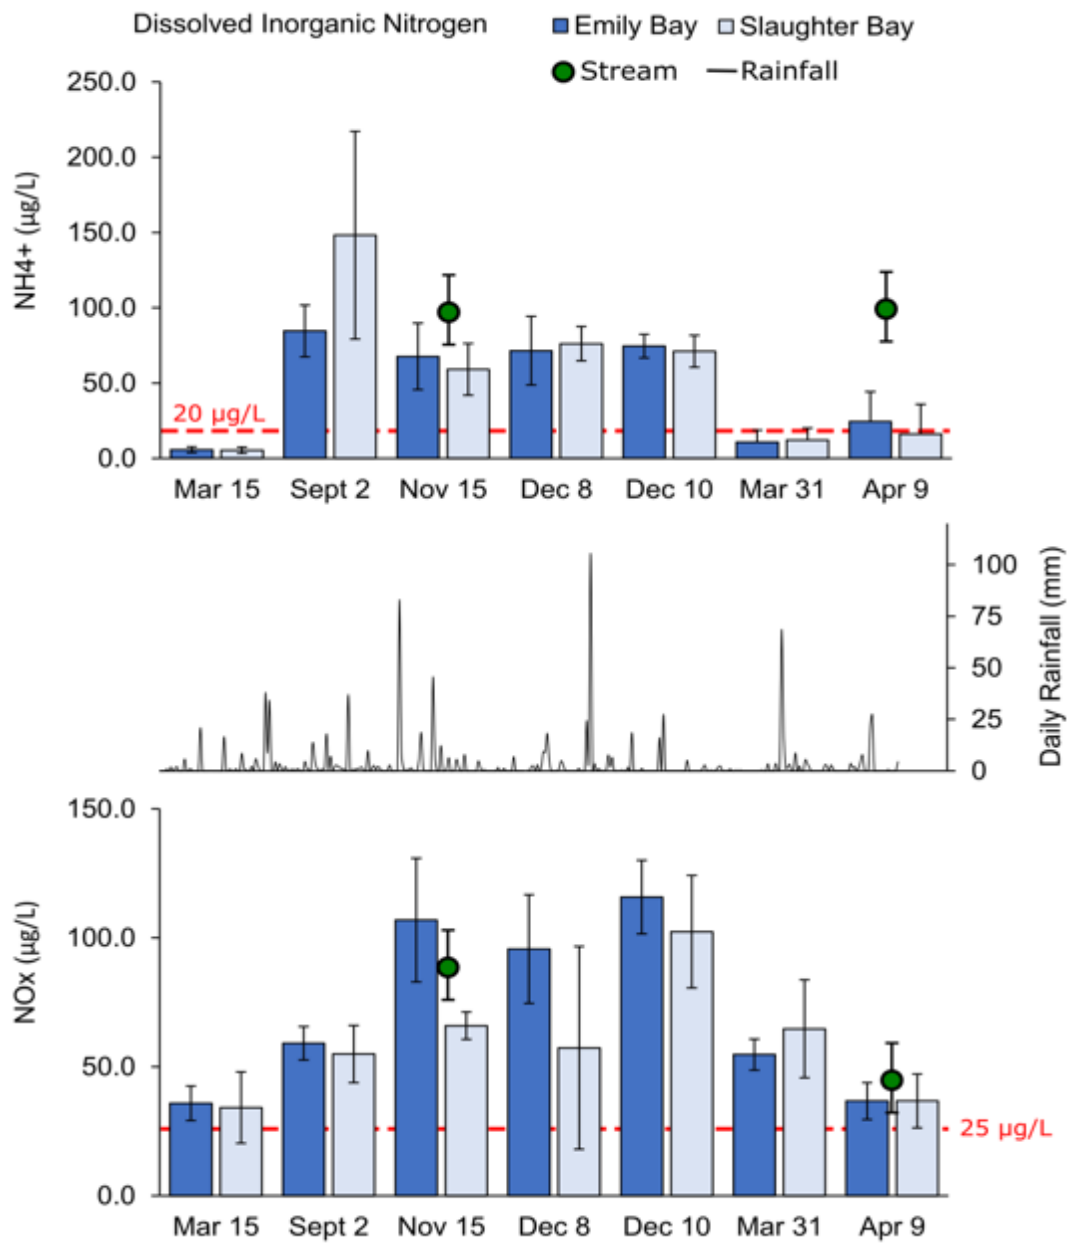 Dissolved Inorganic Nitrogen
Emily Bay Slaughter Bay
Stream Rainfall
NH4+ (µg/L)
250.0
200.0
150.0
100.0
50.0
0.0
20 µg/L
Mar 15 Sept 2 Nov 15 Dec 8 Dec 10 Mar 31 Apr 9
Daily Rainfall (mm)
100
75
50
25
0
NOx (µg/L)
150.0
100.0
50.0
0.0
25 µg/L
Mar 15 Sept 2 Nov 15 Dec 8 Dec 10 Mar 31 Apr 9